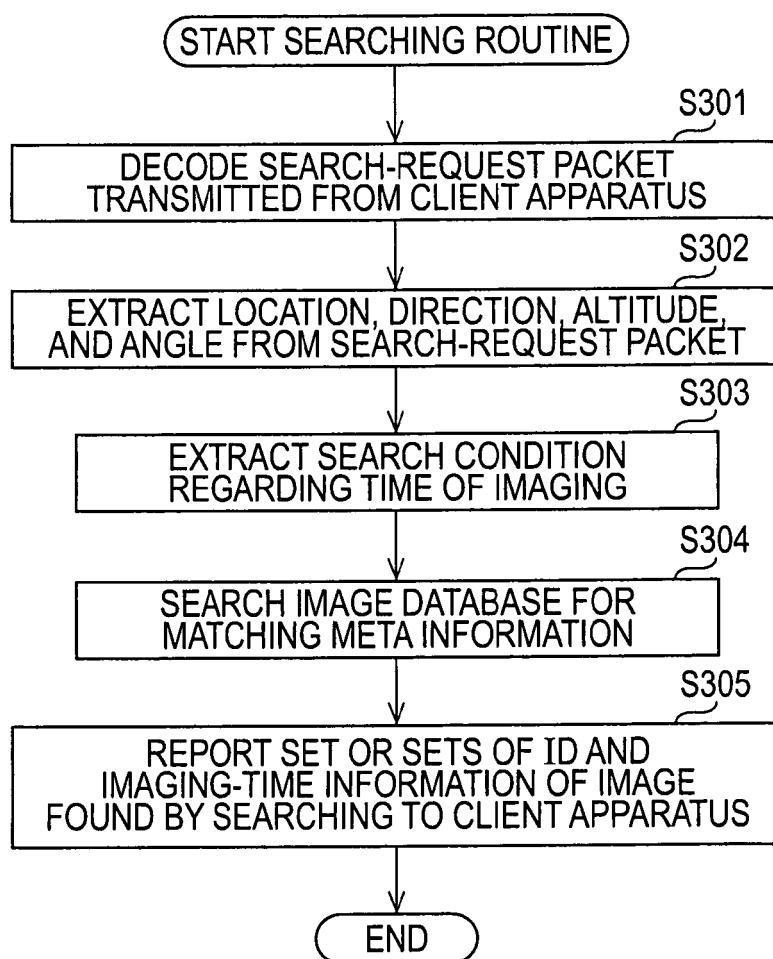 START SEARCHING ROUTINE
S301
DECODE SEARCH-REQUEST PACKET
TRANSMITTED FROM CLIENT APPARATUS
S302
EXTRACT LOCATION, DIRECTION, ALTITUDE,
AND ANGLE FROM SEARCH-REQUEST PACKET
S303
EXTRACT SEARCH CONDITION
REGARDING TIME OF IMAGING
S304
SEARCH IMAGE DATABASE FOR
MATCHING META INFORMATION
S305
REPORT SET OR SETS OF ID AND
IMAGING-TIME INFORMATION OF IMAGE
FOUND BY SEARCHING TO CLIENT APPARATUS
END